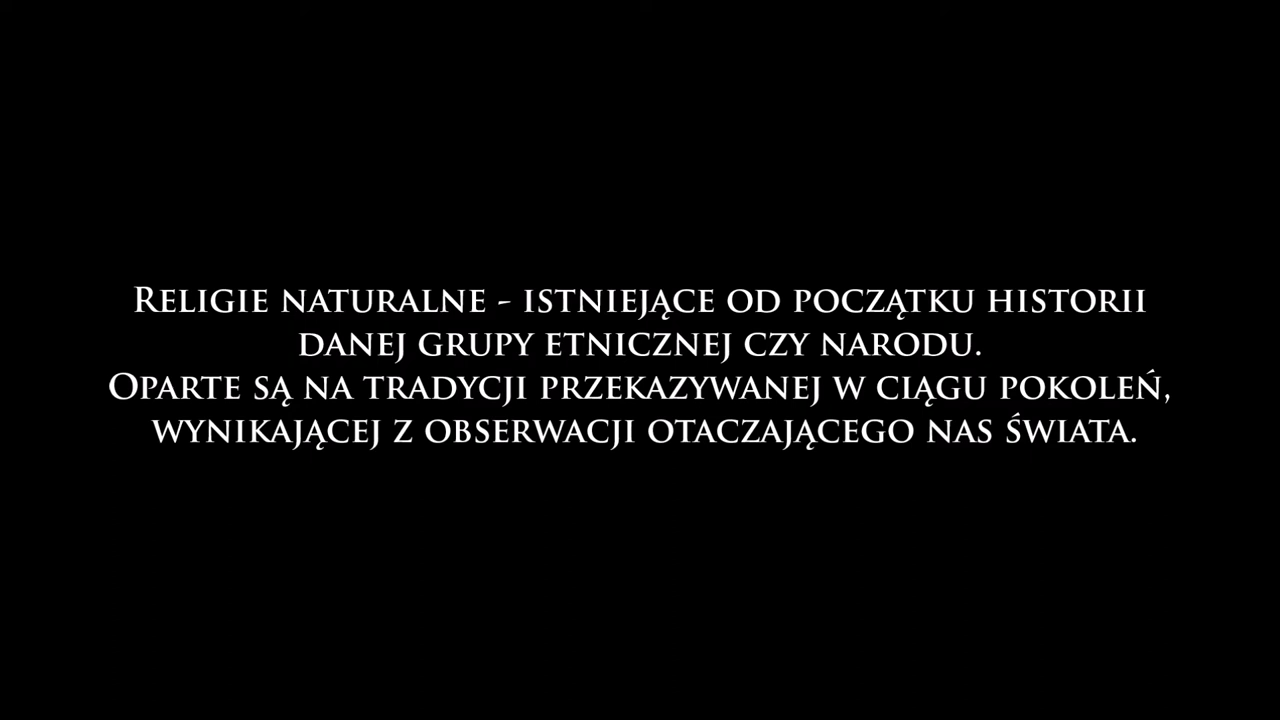 Religie naturalne - istniejące od początku historii
danej grupy etnicznej czy narodu.
Oparte są na tradycji przekazywanej w ciągu pokoleń,
wynikającej z obserwacji otaczającego nas świata.